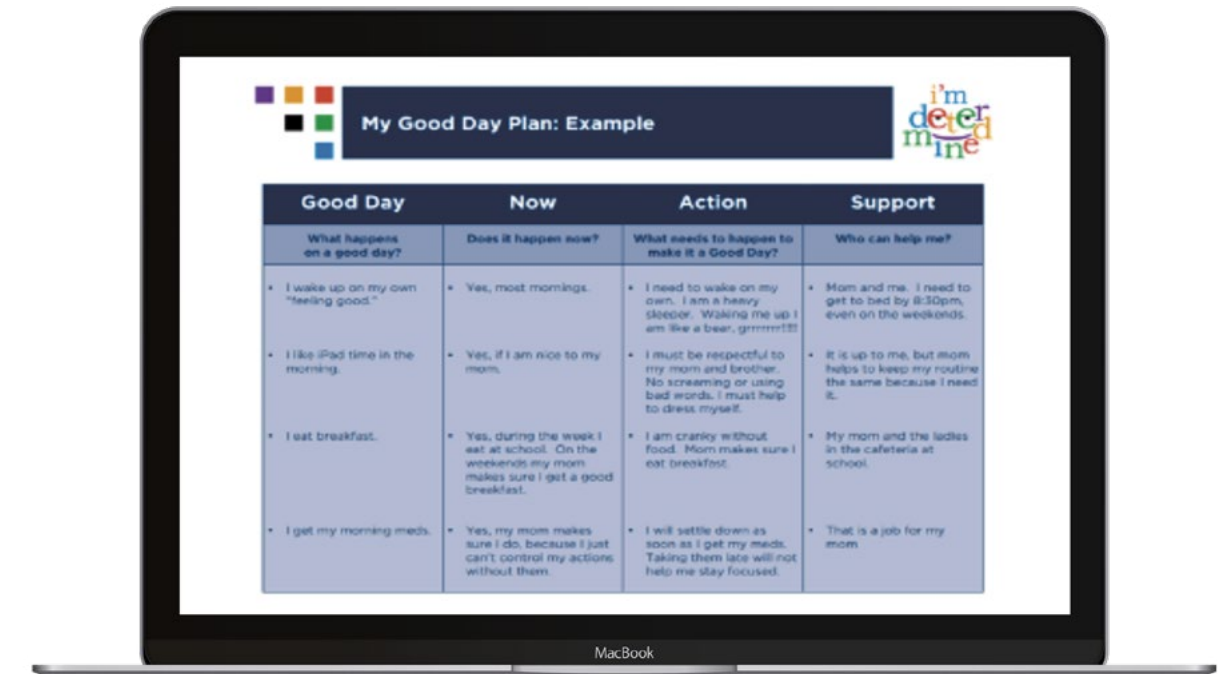 My Good Day Plan: Example
i'm
deter
mined
Good Day
Now
Action
Support
What happens
on a good day?
Does it happen now?
What needs to happen to
make it a Good Day?
Who can help me?
• I wake up on my own
"feeling good."
• Yes, most mornings.
• I need to wake on my
own. I am a heavy
sleeper. Waking me up I
am like a bear, grrrrrrr!!!!
• Mom and me. I need to
get to bed by 8:30pm,
even on the weekends.
• I like iPad time in the
morning.
• Yes, if I am nice to my
mom.
• I must be respectful to
my mom and brother.
No screaming or using
bad words. I must help
to dress myself.
• It is up to me, but mom
helps to keep my routine
the same because I need
it.
• I eat breakfast.
• Yes, during the week I
eat at school. On the
weekends my mom
makes sure I get a good
breakfast.
• I am cranky without
food. Mom makes sure I
eat breakfast.
• My mom and the ladies
in the cafeteria at
school.
• I get my morning meds.
• Yes, my mom makes
sure I do, because I just
can't control my actions
without them.
• I will settle down as
soon as I get my meds.
Taking them late will not
help me stay focused.
• That is a job for my
mom
MacBook